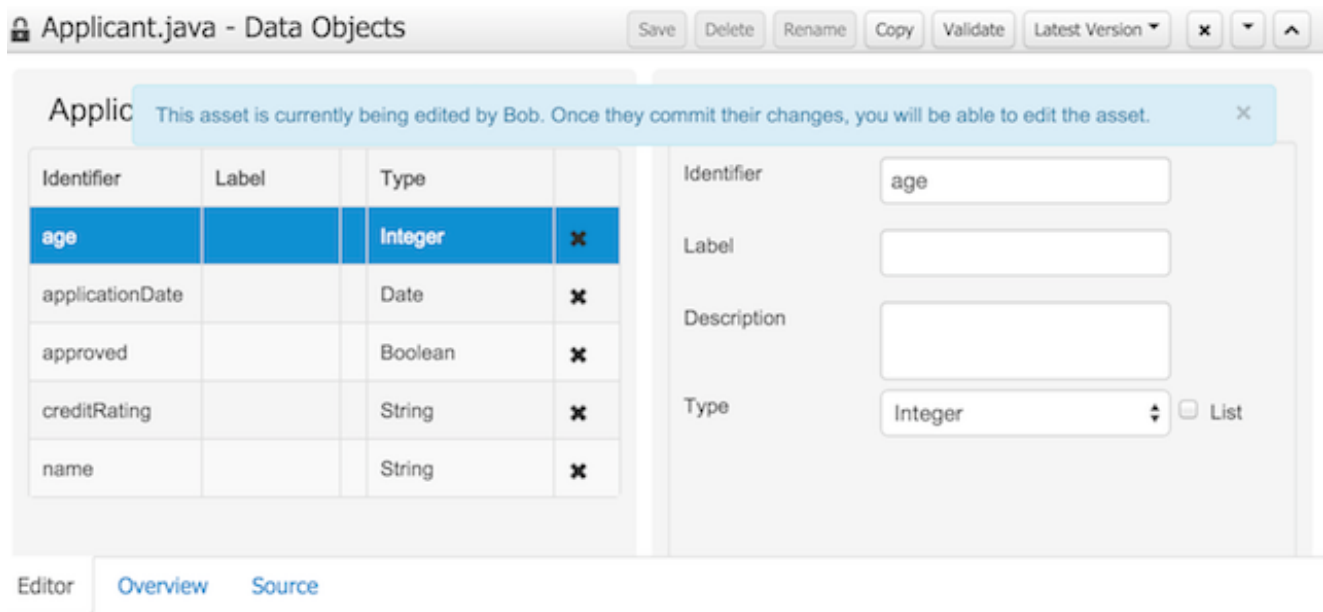 Applicant.java - Data Objects
Save Delete Rename Copy Validate Latest Version
Applic
This asset is currently being edited by Bob. Once they commit their changes, you will be able to edit the asset. ×
Identifier Label Type
age Integer
applicationDate Date
approved Boolean
creditRating String
name String
Identifier age
Label
Description
Type Integer List
Editor Overview Source